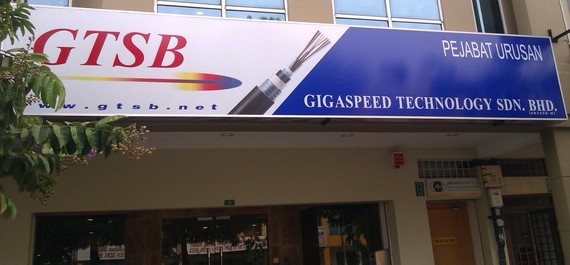 GTSB
www.gtsb.net
PEJABAT URUSAN
GIGASPEED TECHNOLOGY SDN. BHD.